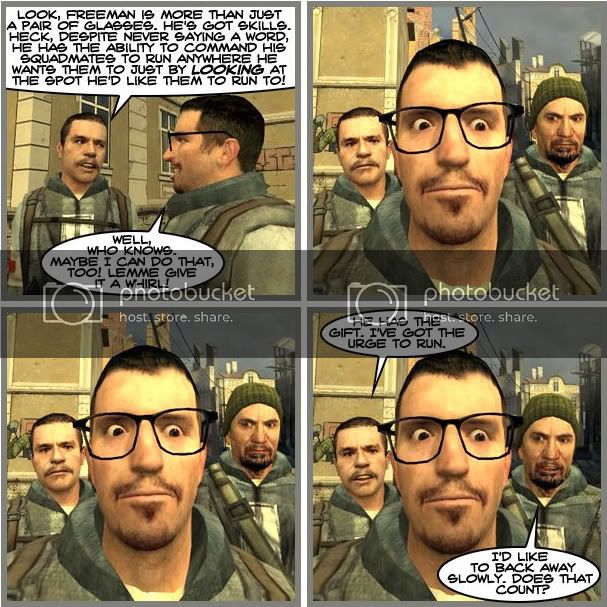 LOOK, FREEMAN IS MORE THAN JUST
A PAIR OF GLASSES. HE'S GOT SKILLS.
HECK, DESPITE NEVER SAYING A WORD,
HE HAS THE ABILITY TO COMMAND HIS
SQUADMATES TO RUN ANYWHERE HE
WANTS THEM TO JUST BY LOOKING AT
THE SPOT HE'D LIKE THEM TO RUN TO!
WELL,
WHO KNOWS.
MAYBE I CAN DO THAT,
TOO! LEMME GIVE
IT A WHIRL!
photobucket
host. store. share.
photobucket
host. store. share.
HE HAS THE
GIFT. I'VE GOT THE
URGE TO RUN.
I'D LIKE
TO BACK AWAY
SLOWLY. DOES THAT
COUNT?